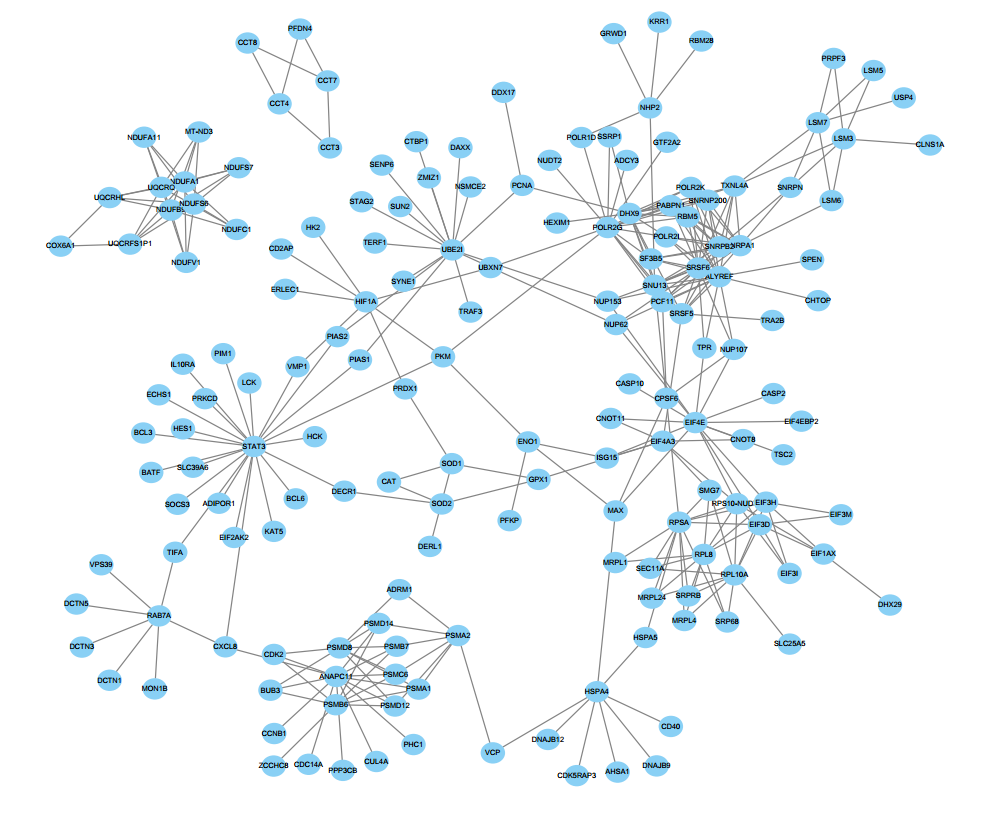 KRR1
PFDN4
GRWD1
CCT8
RBM28
PRPF3
LSM5
CCT7
DDX17
USP4
CCT4
NHP2
LSM7
MT-ND3
NDUFA11
POLR1D
SSRP1
GTF2A2
LSM3
CLNS1A
CTBP1
DAXX
CCT3
NUDT2
ADCY3
SENP6
NDUFS7
ZMIZ1
NSMCE2
PCNA
NDUFA1
UQCRQ
POLR2K
TXNL4A
SNRPN
UQCRHL
STAG2
SUN2
NDUFS6
NDUFB9
PABPN1
SNRNP200
LSM6
DHX9
RBM5
HEXIM1
POLR2G
HK2
NDUFC1
POLR2L
COX6A1
UQCRFS1P1
CD2AP
TERF1
UBE2I
SNRPB2
NDUFV1
UBXN7
SF3B5
SRSF6
SPEN
ALYREF
ERLEC1
HIF1A
SYNE1
SNU13
NUP153
PCF11
CHTOP
TRAF3
SRSF5
TRA2B
NUP62
PIAS2
TPR
NUP107
PIM1
IL10RA
VMP1
PIAS1
PKM
LCK
PRDX1
CASP10
ECHS1
PRKCD
CPSF6
CASP2
CNOT11
EIF4E
EIF4EBP2
BCL3
HES1
HCK
STAT3
ENO1
EIF4A3
CNOT8
TSC2
ISG15
SOD1
BATF
SLC39A6
CAT
GPX1
DECR1
SMG7
SOCS3
ADIPOR1
BCL6
SOD2
RPS10-NUD
EIF3H
MAX
EIF3M
PFKP
RPSA
EIF3D
KAT5
EIF2AK2
DERL1
TIFA
RPL8
EIF1AX
VPS39
MRPL1
SEC11A
RPL10A
EIF3I
ADRM1
MRPL24
SRPRB
DCTN5
DHX29
RAB7A
PSMD14
MRPL4
SRP68
PSMA2
HSPA5
DCTN3
CXCL8
PSMD8
PSMB7
SLC25A5
CDK2
ANAPC11
PSMC6
DCTN1
MON1B
BUB3
PSMA1
HSPA4
PSMB6
PSMD12
CD40
CCNB1
PHC1
DNAJB12
VCP
ZCCHC8
CDC14A
PPP3CB
CUL4A
CDK5RAP3
AHSA1
DNAJB9